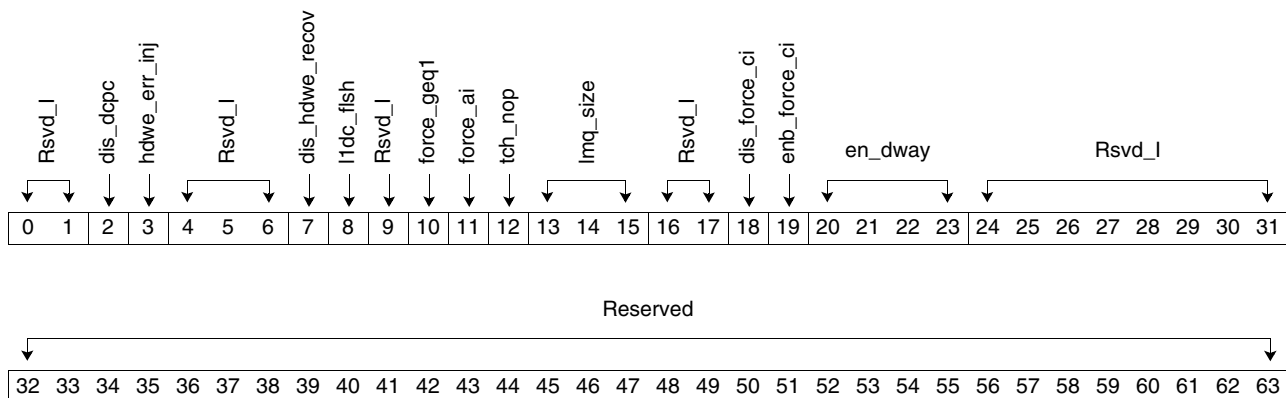 Rsvd_I
dis_dcpc
hdwe_err_inj
Rsvd_I
dis_hdwe_recov
l1dc_flsh
Rsvd_I
force_geq1
force_ai
tch_nop
lmq_size
Rsvd_I
dis_force_ci
enb_force_ci
en_dway
Rsvd_I
0 1 2 3 4 5 6 7 8 9 10 11 12 13 14 15 16 17 18 19 20 21 22 23 24 25 26 27 28 29 30 31
Reserved
32 33 34 35 36 37 38 39 40 41 42 43 44 45 46 47 48 49 50 51 52 53 54 55 56 57 58 59 60 61 62 63